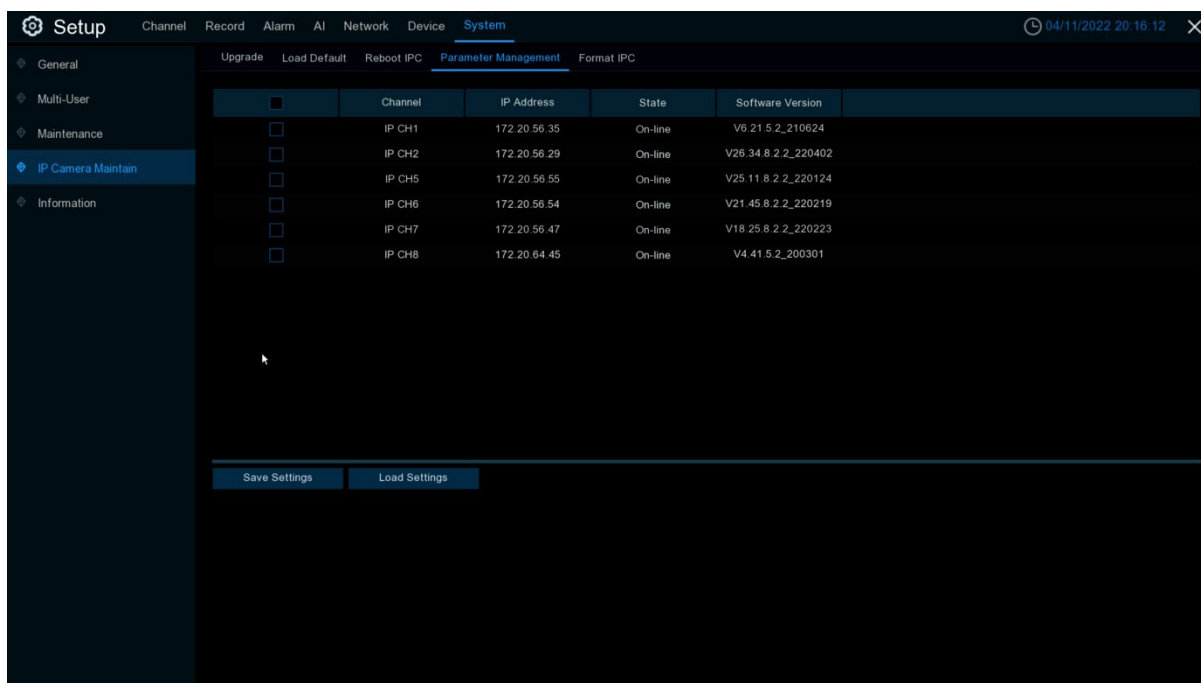 Setup Channel Record Alarm AI Network Device System 04/11/2022 20:16:12
General
Multi-User
Maintenance
IP Camera Maintain
Information
Upgrade Load Default Reboot IPC Parameter Management Format IPC
Channel IP Address State Software Version
IP CH1 172.20.56.35 On-line V6.21.5.2_210624
IP CH2 172.20.56.29 On-line V26.34.8.2.2_220402
IP CH5 172.20.56.55 On-line V25.11.8.2.2_220124
IP CH6 172.20.56.54 On-line V21.45.8.2.2_220219
IP CH7 172.20.56.47 On-line V18.25.8.2.2_220223
IP CH8 172.20.64.45 On-line V4.41.5.2_200301
Save Settings Load Settings